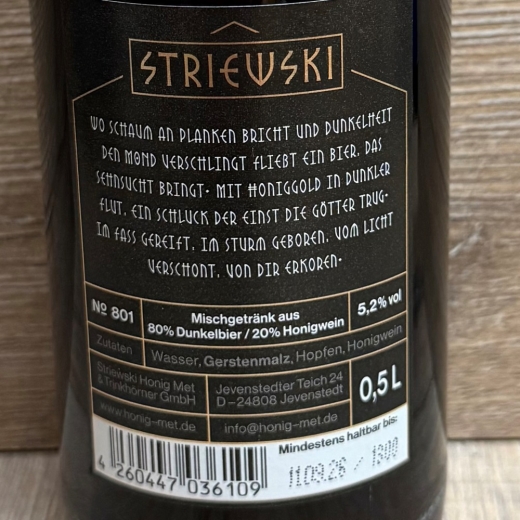 STRIEWSKI
WO SCHAUM AN PLANKEN BRICHT UND DUNKELHEIT
DEN MOND VERSCHLINGT FLIEßT EIN BIER, DAS
SEHNSUCHT BRINGT. MIT HONIGGOLD IN DUNKLER
FLUT, EIN SCHLUCK DER EINST DIE GÖTTER TRUG.
IM FASS GEREIFT, IM STURM GEBOREN, VOM LICHT
VERSCHONT, VON DIR ERKOREN.
Nº 801
Mischgetränk aus
80% Dunkelbier / 20% Honigwein
5,2% vol
Zutaten
Wasser, Gerstenmalz, Hopfen, Honigwein
Striewski Honig Met
& Trinkhörner GmbH
Jevenstedter Teich 24
D-24808 Jevenstedt
0,5 L
www.honig-met.de
info@honig-met.de
Mindestens haltbar bis:
11.09.26 / 1300
4 260447 036109